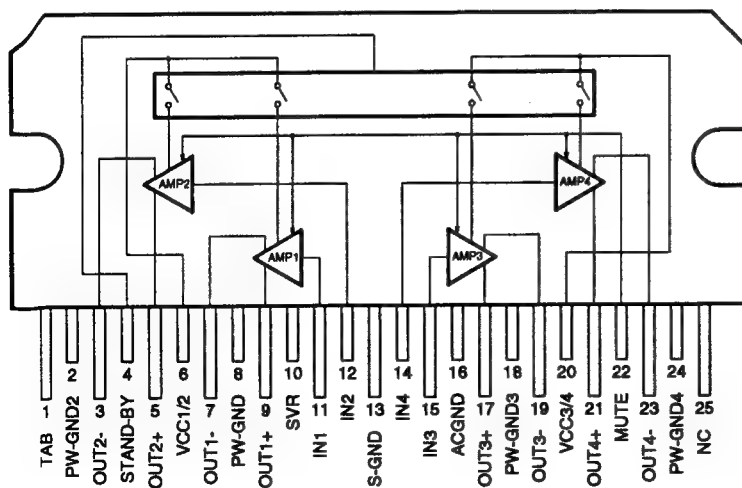 AMP2
AMP4
AMP1
AMP3
1 TAB
2 PW-GND2
3 OUT2-
4 STAND-BY
5 OUT2+
6 VCC1/2
7 OUT1-
8 PW-GND
9 OUT1+
10 SVR
11 IN1
12 IN2
13 S-GND
14 IN4
15 IN3
16 ACGND
17 OUT3+
18 PW-GND3
19 OUT3-
20 VCC3/4
21 OUT4+
22 MUTE
23 OUT4-
24 PW-GND4
25 NC